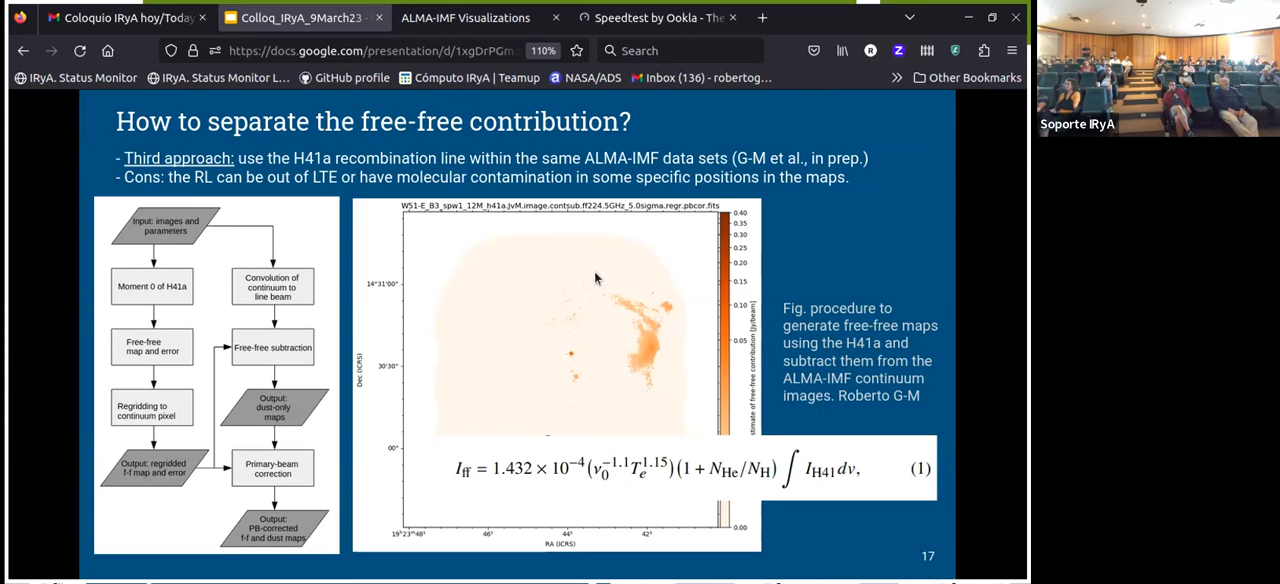 Coloquio IRyA hoy/Today
Colloq_IRyA_9March23 -
ALMA-IMF Visualizations
Speedtest by Ookla - The
https://docs.google.com/presentation/d/1xgDrPGm
110%
Search
IRyA. Status Monitor
IRyA. Status Monitor L...
GitHub profile
Cómputo IRyA | Teamup
NASA/ADS
Inbox (136) - robertog...
Other Bookmarks
Soporte IRyA
How to separate the free-free contribution?
- Third approach: use the H41a recombination line within the same ALMA-IMF data sets (G-M et al., in prep.)
- Cons: the RL can be out of LTE or have molecular contamination in some specific positions in the maps.
Input: images and
parameters
Moment 0 of H41a
Convolution of
continuum to
line beam
Free-free
map and error
Free-free subtraction
Regridding to
continuum pixel
Output:
dust-only
maps
Output: regridded
f-f map and error
Primary-beam
correction
Output:
PB-corrected
f-f and dust maps
W51-E_B3_spw1_12M_h41a.JvM.image.contsub.ff224.5GHz_5.0sigma.regr.pbcor.fits
0.40
0.35
0.30
0.25
0.20
0.15
0.10
0.05
0.00
14°31'00"
30'30"
00"
Dec (ICRS)
19ʰ23ᵐ48ˢ
46ˢ
44ˢ
42ˢ
RA (ICRS)
stimate of free-free contribution [Jy/beam]
Fig. procedure to
generate free-free maps
using the H41a and
subtract them from the
ALMA-IMF continuum
images. Roberto G-M
I_ff = 1.432 × 10⁻⁴(ν₀^−1.1 T_e^1.15)(1 + N_He/N_H) ∫ I_H41 dv, (1)
17